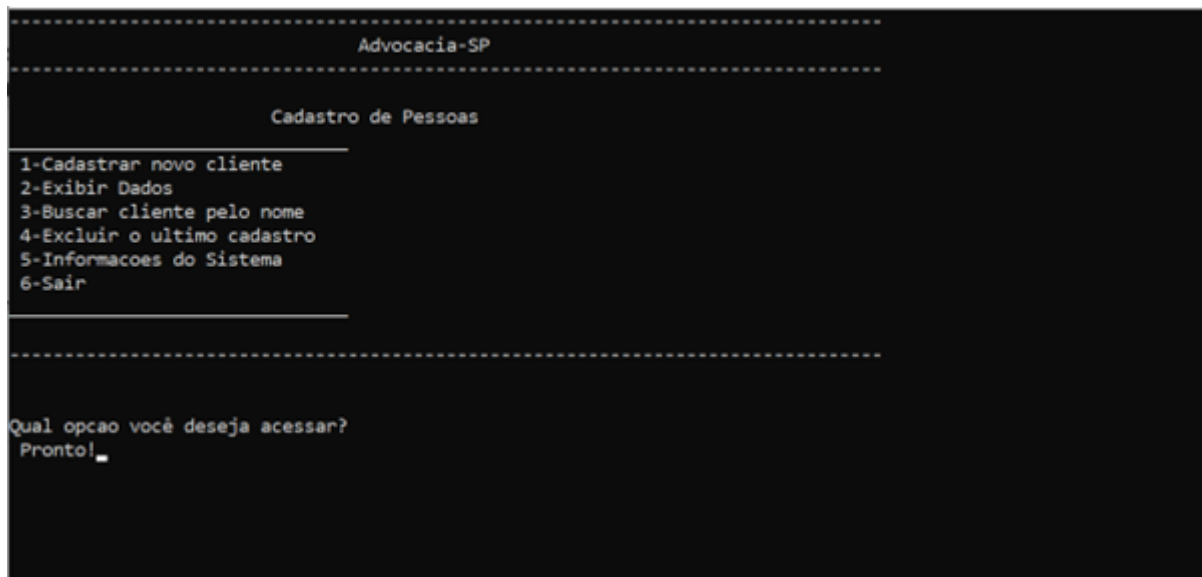 Advocacia-SP
Cadastro de Pessoas
1-Cadastrar novo cliente
2-Exibir Dados
3-Buscar cliente pelo nome
4-Excluir o ultimo cadastro
5-Informacoes do Sistema
6-Sair
Qual opcao você deseja acessar?
Pronto!